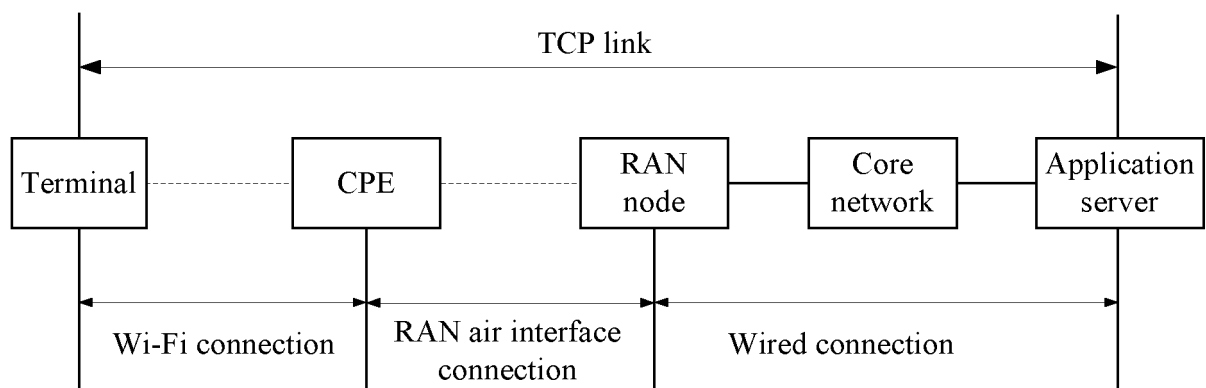 TCP link
Terminal
CPE
RAN
node
Core
network
Application
server
Wi-Fi connection
RAN air interface
connection
Wired connection